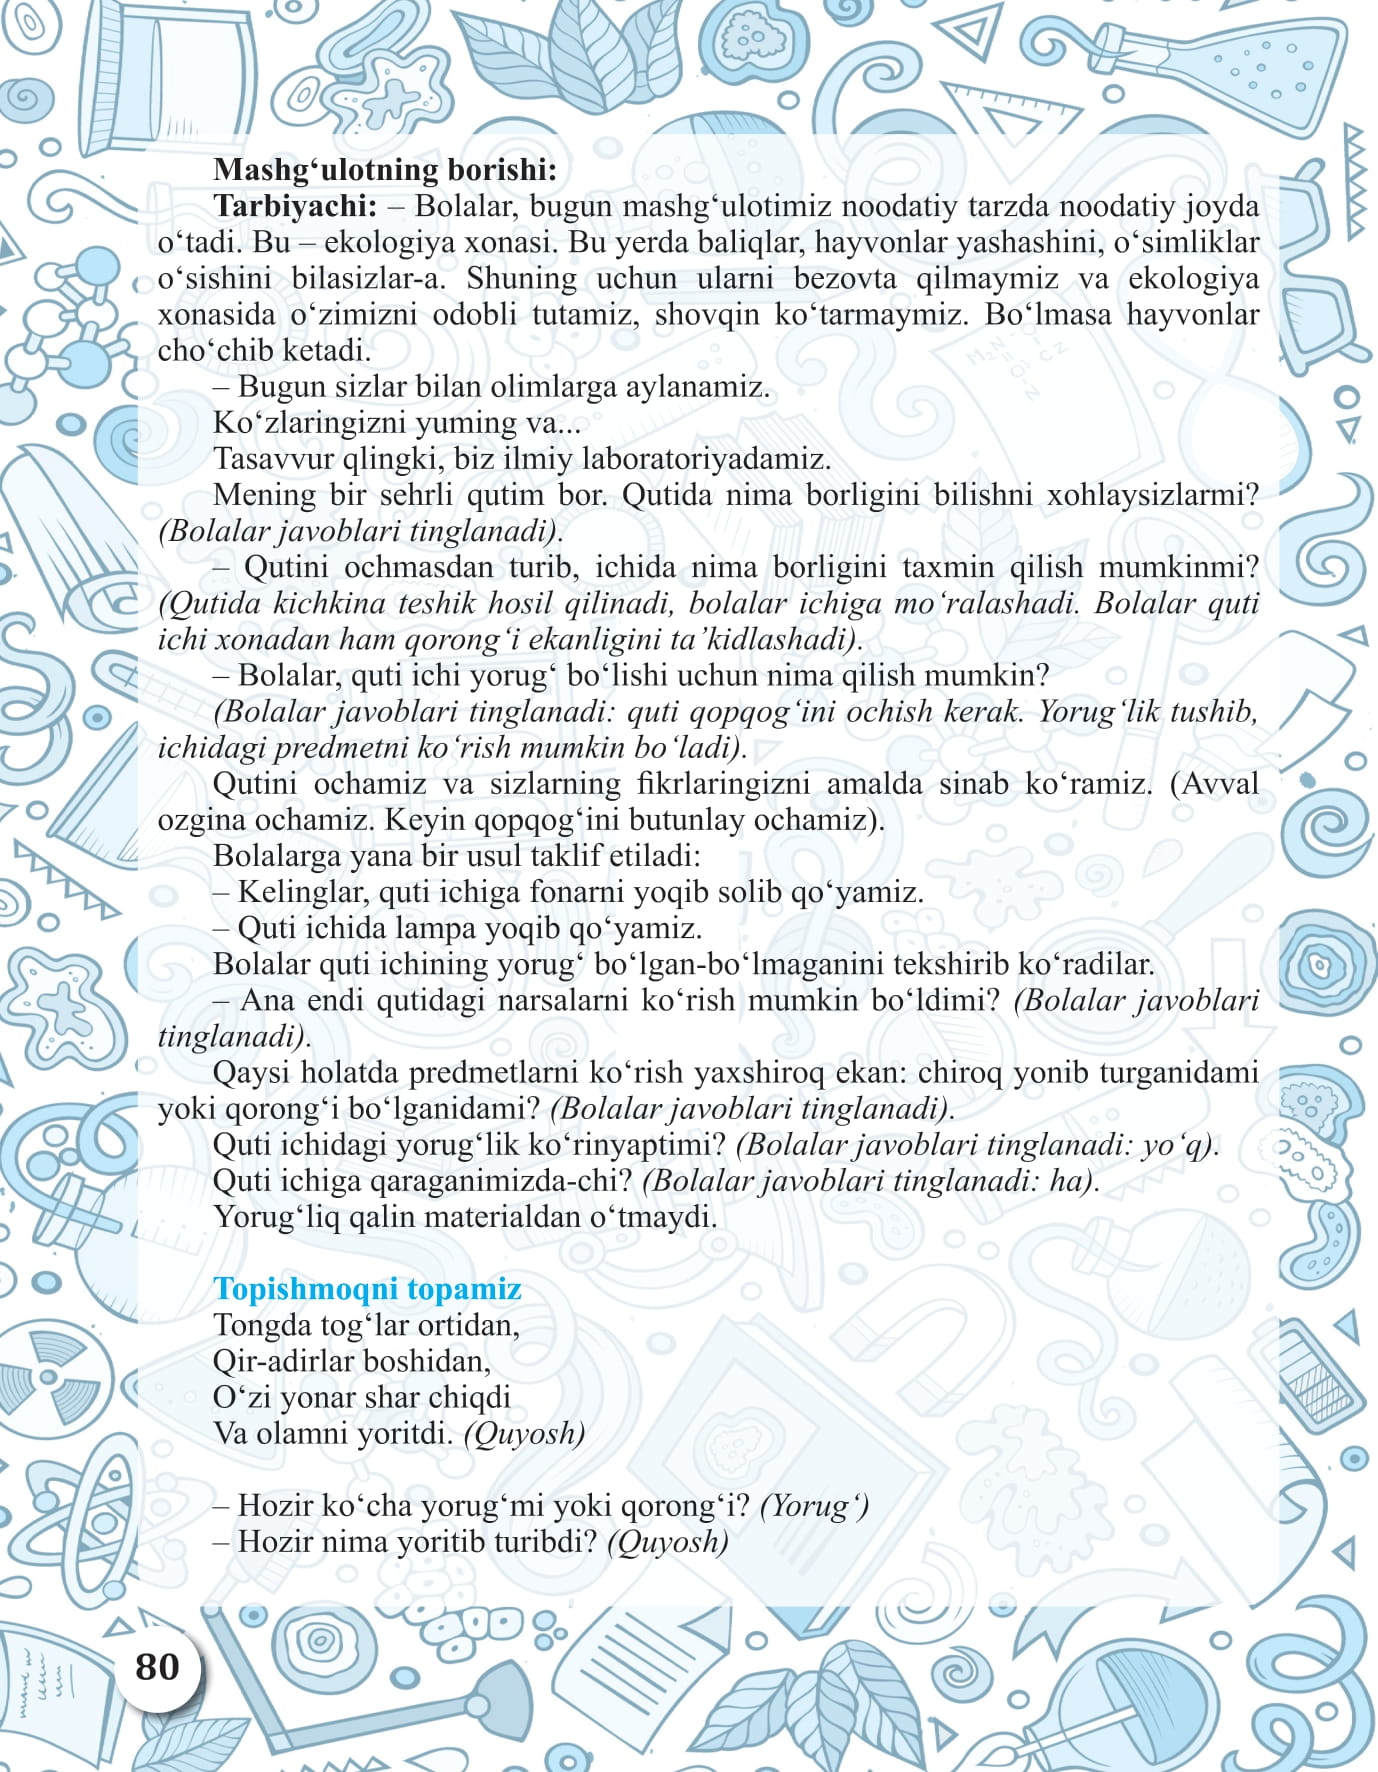 Mashg‘ulotning borishi:
Tarbiyachi: – Bolalar, bugun mashg‘ulotimiz noodatiy tarzda noodatiy joyda
o‘tadi. Bu – ekologiya xonasi. Bu yerda baliqlar, hayvonlar yashashini, o‘simliklar
o‘sishini bilasizlar-a. Shuning uchun ularni bezovta qilmaymiz va ekologiya
xonasida o‘zimizni odobli tutamiz, shovqin ko‘tarmaymiz. Bo‘lmasa hayvonlar
cho‘chib ketadi.
– Bugun sizlar bilan olimlarga aylanamiz.
Ko‘zlaringizni yuming va...
Tasavvur qlingki, biz ilmiy laboratoriyadamiz.
Mening bir sehrli qutim bor. Qutida nima borligini bilishni xohlaysizlarmi?
(Bolalar javoblari tinglanadi).
– Qutini ochmasdan turib, ichida nima borligini taxmin qilish mumkinmi?
(Qutida kichkina teshik hosil qilinadi, bolalar ichiga mo‘ralashadi. Bolalar quti
ichi xonadan ham qorong‘i ekanligini ta’kidlashadi).
– Bolalar, quti ichi yorug‘ bo‘lishi uchun nima qilish mumkin?
(Bolalar javoblari tinglanadi: quti qopqog‘ini ochish kerak. Yorug‘lik tushib,
ichidagi predmetni ko‘rish mumkin bo‘ladi).
Qutini ochamiz va sizlarning fikrlaringizni amalda sinab ko‘ramiz. (Avval
ozgina ochamiz. Keyin qopqog‘ini butunlay ochamiz).
Bolalarga yana bir usul taklif etiladi:
– Kelinglar, quti ichiga fonarni yoqib solib qo‘yamiz.
– Quti ichida lampa yoqib qo‘yamiz.
Bolalar quti ichining yorug‘ bo‘lgan-bo‘lmaganini tekshirib ko‘radilar.
– Ana endi qutidagi narsalarni ko‘rish mumkin bo‘ldimi? (Bolalar javoblari
tinglanadi).
Qaysi holatda predmetlarni ko‘rish yaxshiroq ekan: chiroq yonib turganidami
yoki qorong‘i bo‘lganidami? (Bolalar javoblari tinglanadi).
Quti ichidagi yorug‘lik ko‘rinyaptimi? (Bolalar javoblari tinglanadi: yo‘q).
Quti ichiga qaraganimizda-chi? (Bolalar javoblari tinglanadi: ha).
Yorug‘liq qalin materialdan o‘tmaydi.
Topishmoqni topamiz
Tongda tog‘lar ortidan,
Qir-adirlar boshidan,
O‘zi yonar shar chiqdi
Va olamni yoritdi. (Quyosh)
– Hozir ko‘cha yorug‘mi yoki qorong‘i? (Yorug‘)
– Hozir nima yoritib turibdi? (Quyosh)
80